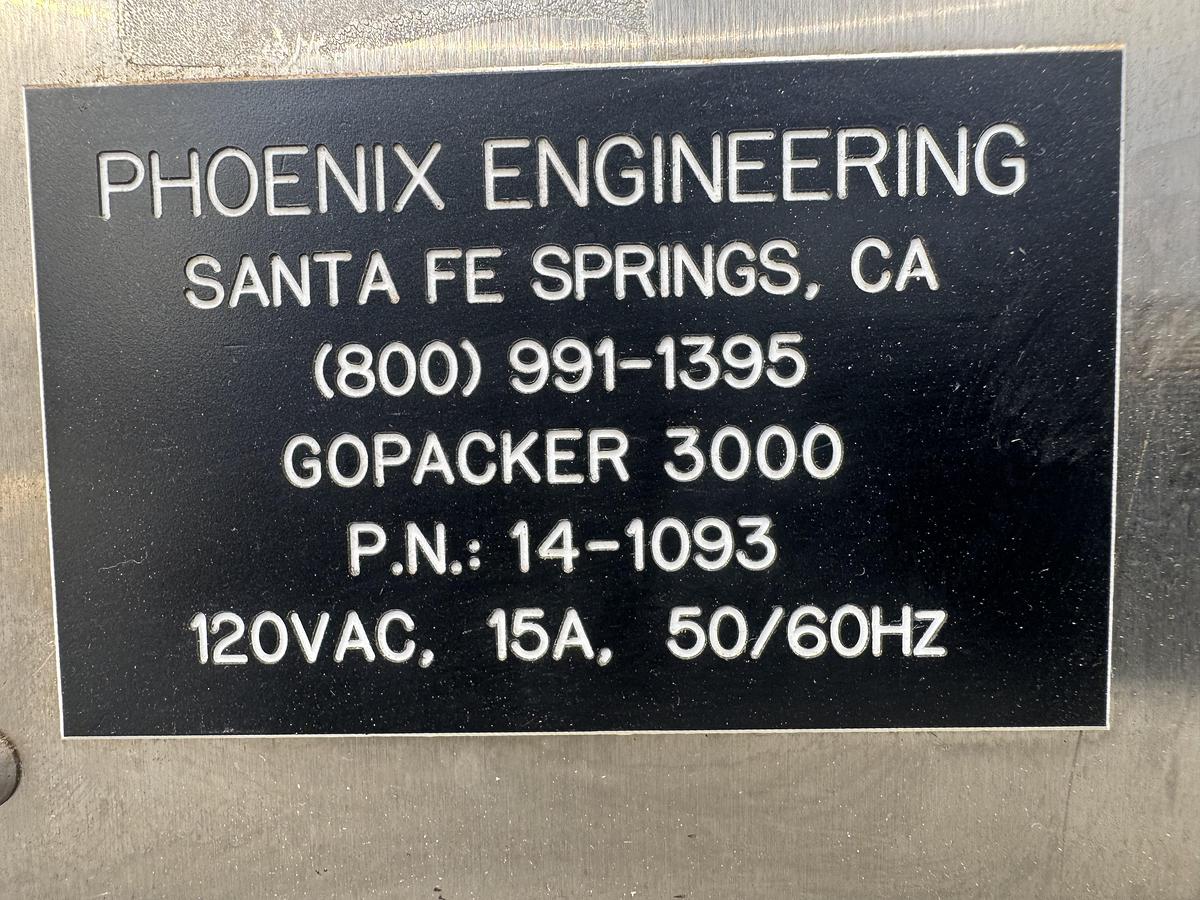 PHOENIX ENGINEERING
SANTA FE SPRINGS, CA
(800) 991-1395
GOPACKER 3000
P.N.: 14-1093
120VAC, 15A, 50/60Hz